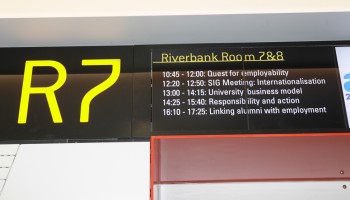 R7
Riverbank Room 7&8
10:45 - 12:00: Quest for employability
12:20 - 12:50: SIG Meeting: Internationalisation
13:00 - 14:15: University business model
14:25 - 15:40: Responsibility and action
16:10 - 17:25: Linking alumni with employment